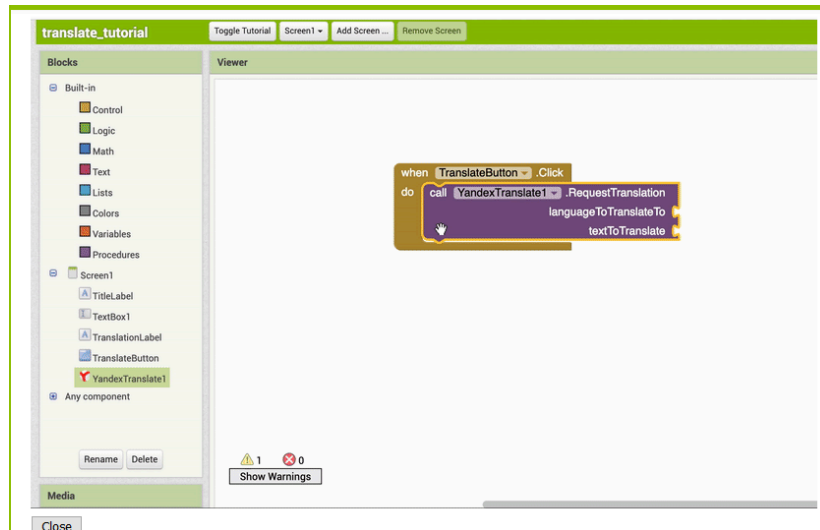 translate_tutorial
Toggle Tutorial Screen1 Add Screen ... Remove Screen
Blocks
Viewer
Built-in
Control
Logic
Math
Text
Lists
Colors
Variables
Procedures
Screen1
TitleLabel
TextBox1
TranslationLabel
TranslateButton
YandexTranslate1
Any component
Rename Delete
Media
when TranslateButton .Click
do call YandexTranslate1 .RequestTranslation
languageToTranslateTo
textToTranslate
1 0
Show Warnings
Close